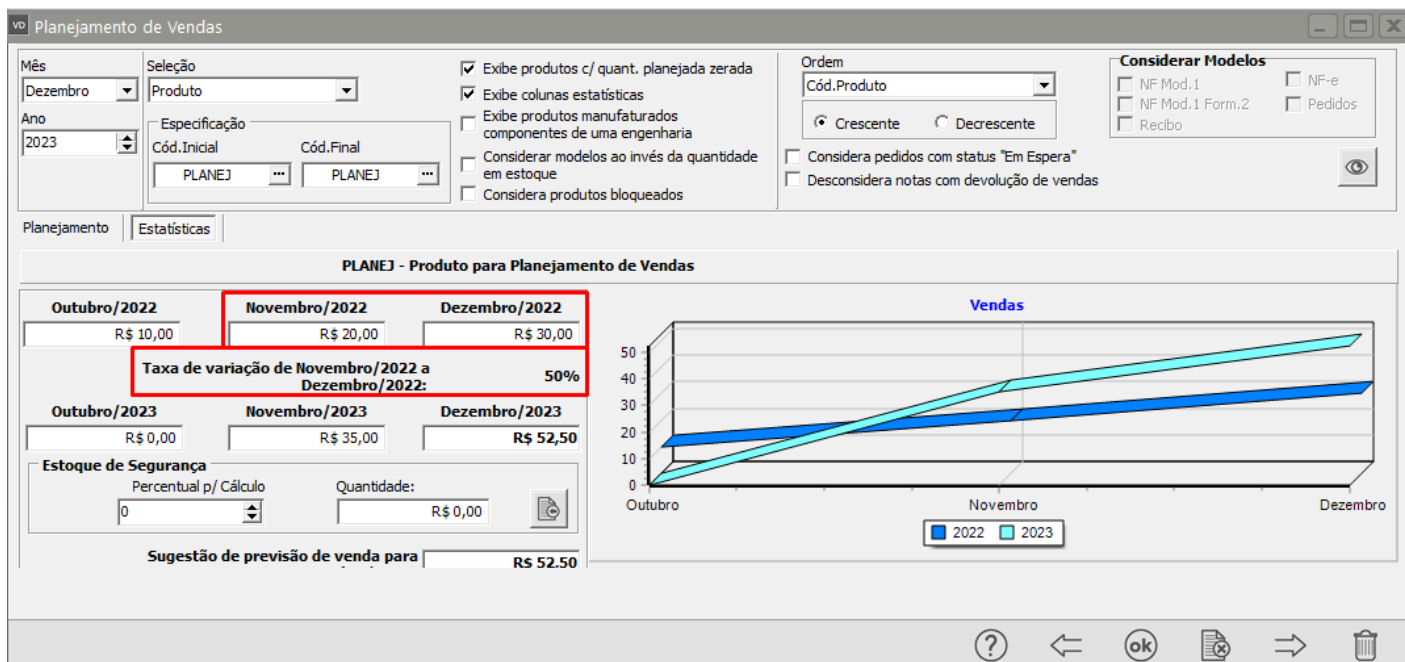 VD Planejamento de Vendas
Mês
Dezembro
Ano
2023
Seleção
Produto
Especificação
Cód.Inicial Cód.Final
PLANEJ ... PLANEJ ...
Exibe produtos c/ quant. planejada zerada
Exibe colunas estatísticas
Exibe produtos manufaturados
componentes de uma engenharia
Considerar modelos ao invés da quantidade
em estoque
Considera produtos bloqueados
Ordem
Cód.Produto
Crescente Decrescente
Considera pedidos com status "Em Espera"
Desconsidera notas com devolução de vendas
Considerar Modelos
NF Mod.1 NF-e
NF Mod.1 Form.2 Pedidos
Recibo
Planejamento Estatísticas
PLANEJ - Produto para Planejamento de Vendas
Outubro/2022 Novembro/2022 Dezembro/2022
R$ 10,00 R$ 20,00 R$ 30,00
Taxa de variação de Novembro/2022 a
Dezembro/2022: 50%
Outubro/2023 Novembro/2023 Dezembro/2023
R$ 0,00 R$ 35,00 R$ 52,50
Estoque de Segurança
Percentual p/ Cálculo Quantidade:
0 R$ 0,00
Sugestão de previsão de venda para R$ 52,50
Vendas
50
40
30
20
10
0
Outubro Novembro Dezembro
2022 2023
? ok